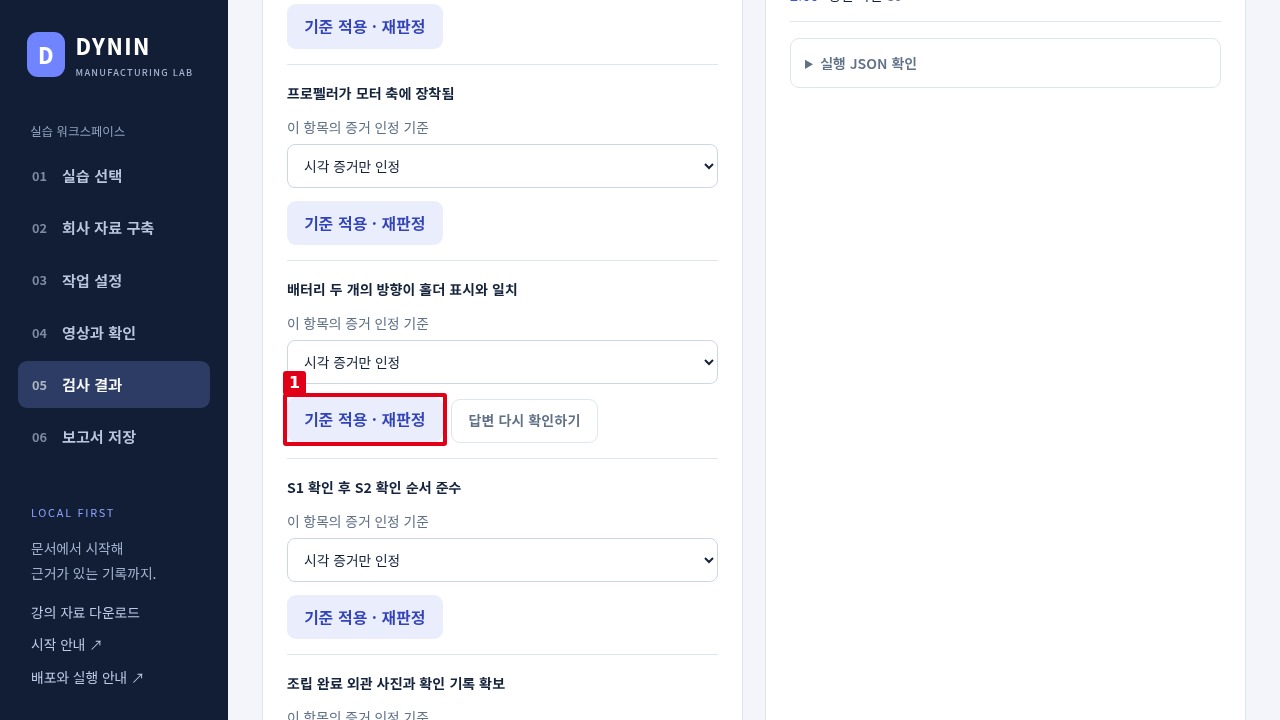 D
DYNIN
MANUFACTURING LAB
실습 워크스페이스
01 실습 선택
02 회사 자료 구축
03 작업 설정
04 영상과 확인
05 검사 결과
06 보고서 저장
LOCAL FIRST
문서에서 시작해
근거가 있는 기록까지.
강의 자료 다운로드
시작 안내 ↗
배포와 실행 안내 ↗
기준 적용 · 재판정
프로펠러가 모터 축에 장착됨
이 항목의 증거 인정 기준
시각 증거만 인정
기준 적용 · 재판정
배터리 두 개의 방향이 홀더 표시와 일치
이 항목의 증거 인정 기준
시각 증거만 인정
1
기준 적용 · 재판정
답변 다시 확인하기
S1 확인 후 S2 확인 순서 준수
이 항목의 증거 인정 기준
시각 증거만 인정
기준 적용 · 재판정
조립 완료 외관 사진과 확인 기록 확보
이 항목의 증거 인정 기준
▶ 실행 JSON 확인